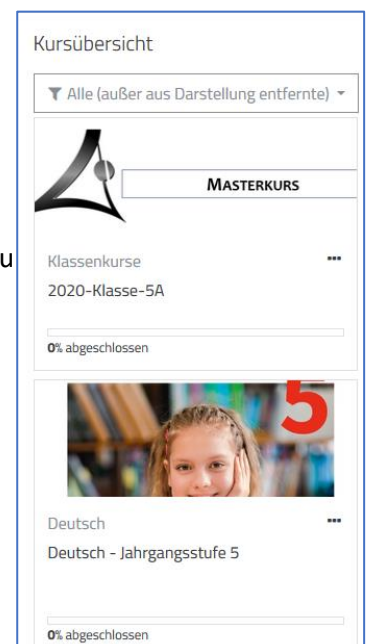 Kursübersicht
Alle (außer aus Darstellung entfernte)
MASTERKURS
u
Klassenkurse
2020-Klasse-5A
0% abgeschlossen
5
Deutsch
Deutsch - Jahrgangsstufe 5
0% abgeschlossen